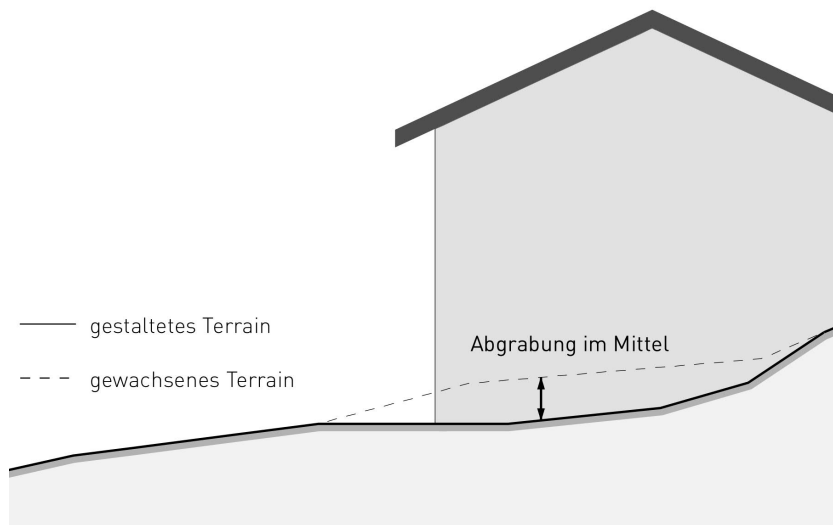 gestaltetes Terrain
Abgrabung im Mittel
gewachsenes Terrain